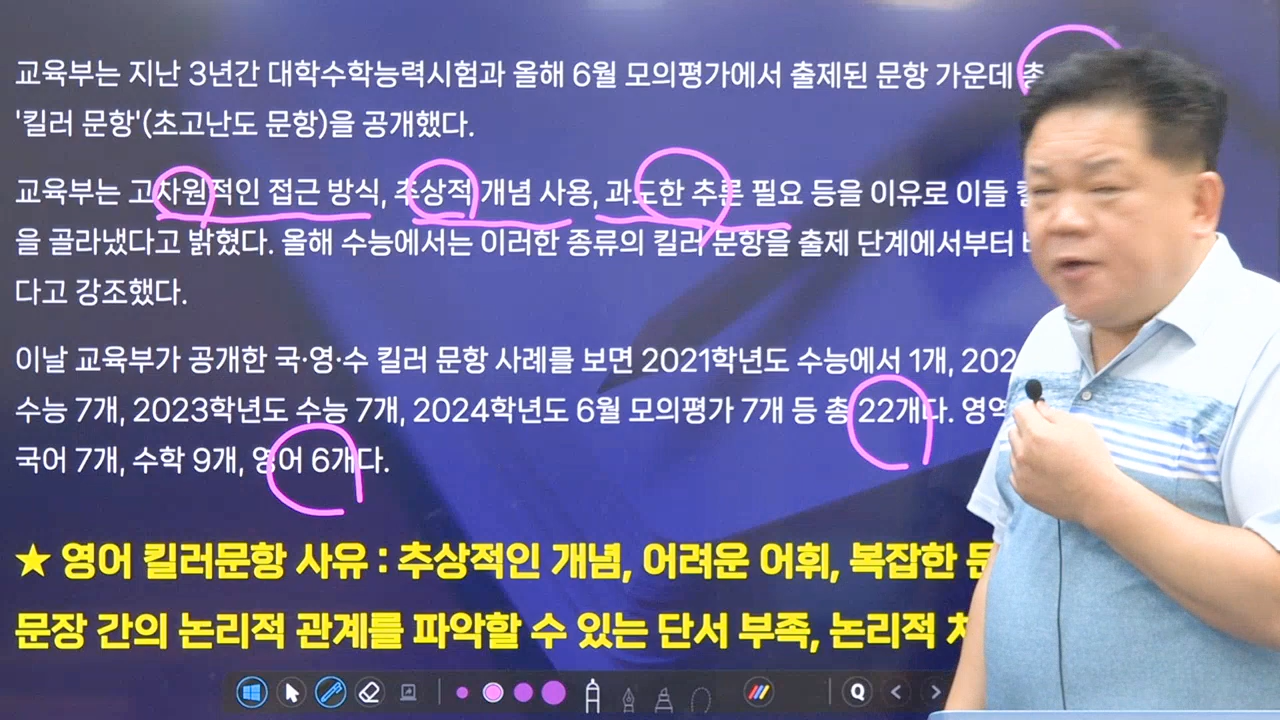 교육부는 지난 3년간 대학수학능력시험과 올해 6월 모의평가에서 출제된 문항 가운데 총
'킬러 문항'(초고난도 문항)을 공개했다.
교육부는 고차원적인 접근 방식, 추상적 개념 사용, 과도한 추론 필요 등을 이유로 이들
을 골라냈다고 밝혔다. 올해 수능에서는 이러한 종류의 킬러 문항을 출제 단계에서부터
다고 강조했다.
이날 교육부가 공개한 국·영·수 킬러 문항 사례를 보면 2021학년도 수능에서 1개,
수능 7개, 2023학년도 수능 7개, 2024학년도 6월 모의평가 7개 등 총 22개다.
국어 7개, 수학 9개, 영어 6개다.
★ 영어 킬러문항 사유 : 추상적인 개념, 어려운 어휘, 복잡한
문장 간의 논리적 관계를 파악할 수 있는 단서 부족, 논리적